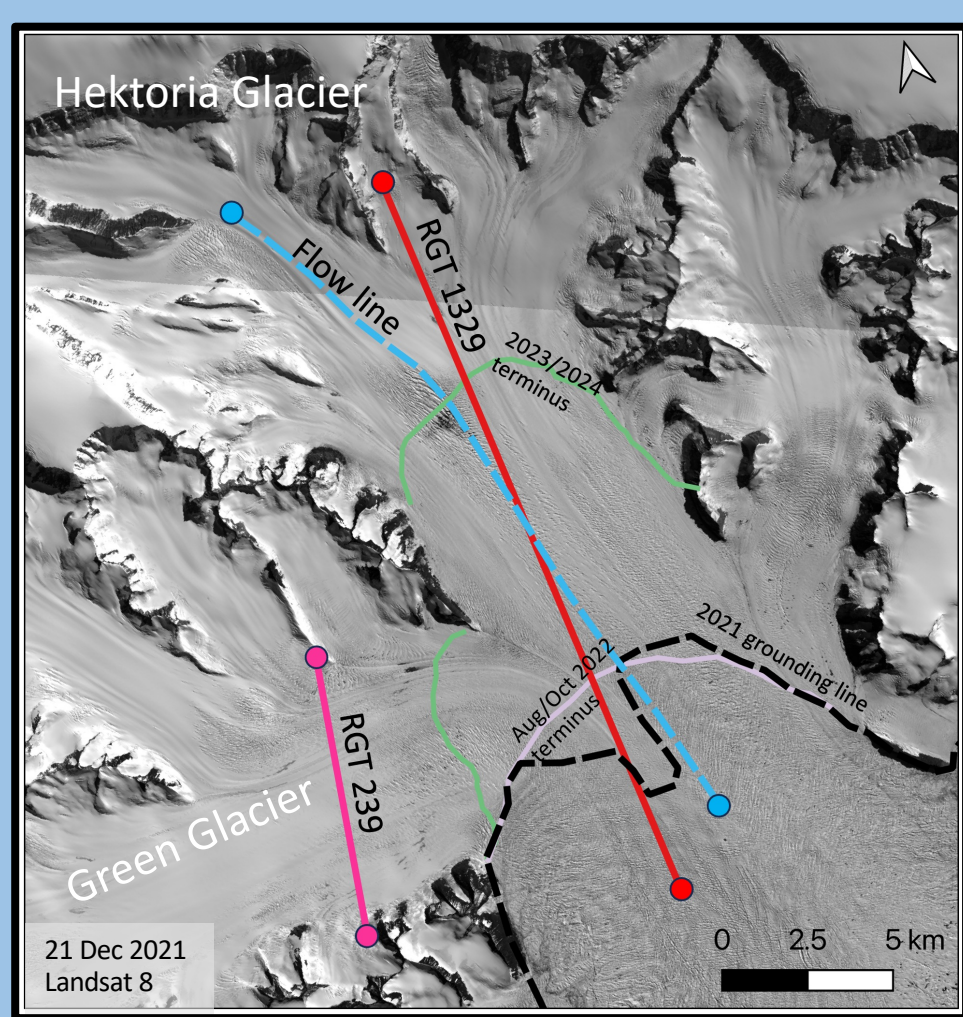 Hektoria Glacier
Flow line
RGT 1329
2023/2024
terminus
2021 grounding line
Aug/Oct 2022
terminus
RGT 239
Green Glacier
21 Dec 2021
Landsat 8
0 2.5 5 km